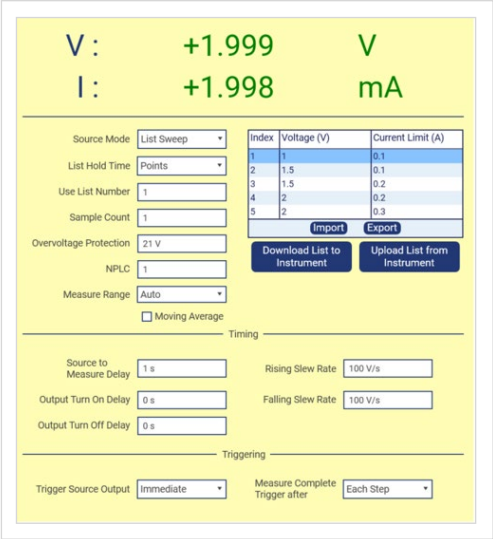 V : +1.999 V
I : +1.998 mA
Source Mode List Sweep
List Hold Time Points
Use List Number 1
Sample Count 1
Overvoltage Protection 21 V
NPLC 1
Measure Range Auto
Moving Average
Index Voltage (V) Current Limit (A)
1 1 0.1
2 1.5 0.1
3 1.5 0.2
4 2 0.2
5 2 0.3
Import Export
Download List to
Instrument
Upload List from
Instrument
Timing
Source to
Measure Delay 1 s
Output Turn On Delay 0 s
Output Turn Off Delay 0 s
Rising Slew Rate 100 V/s
Falling Slew Rate 100 V/s
Triggering
Trigger Source Output Immediate
Measure Complete
Trigger after Each Step